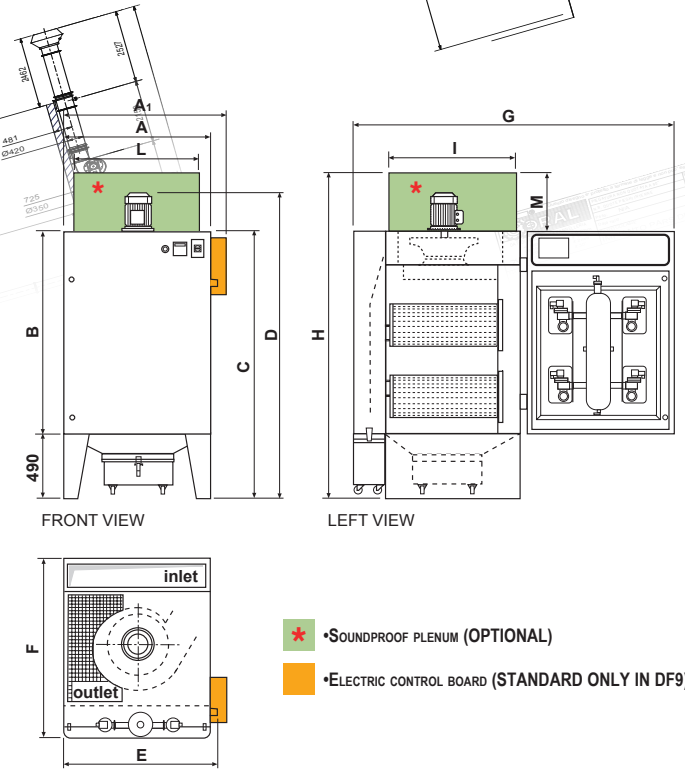 2527
2462
A1
A
481
Ø420
L
725
Ø350
*
B
C
D
490
FRONT VIEW
G
I
*
M
H
LEFT VIEW
inlet
outlet
F
E
* •SOUNDPROOF PLENUM (OPTIONAL)
•ELECTRIC CONTROL BOARD (STANDARD ONLY IN DF9)